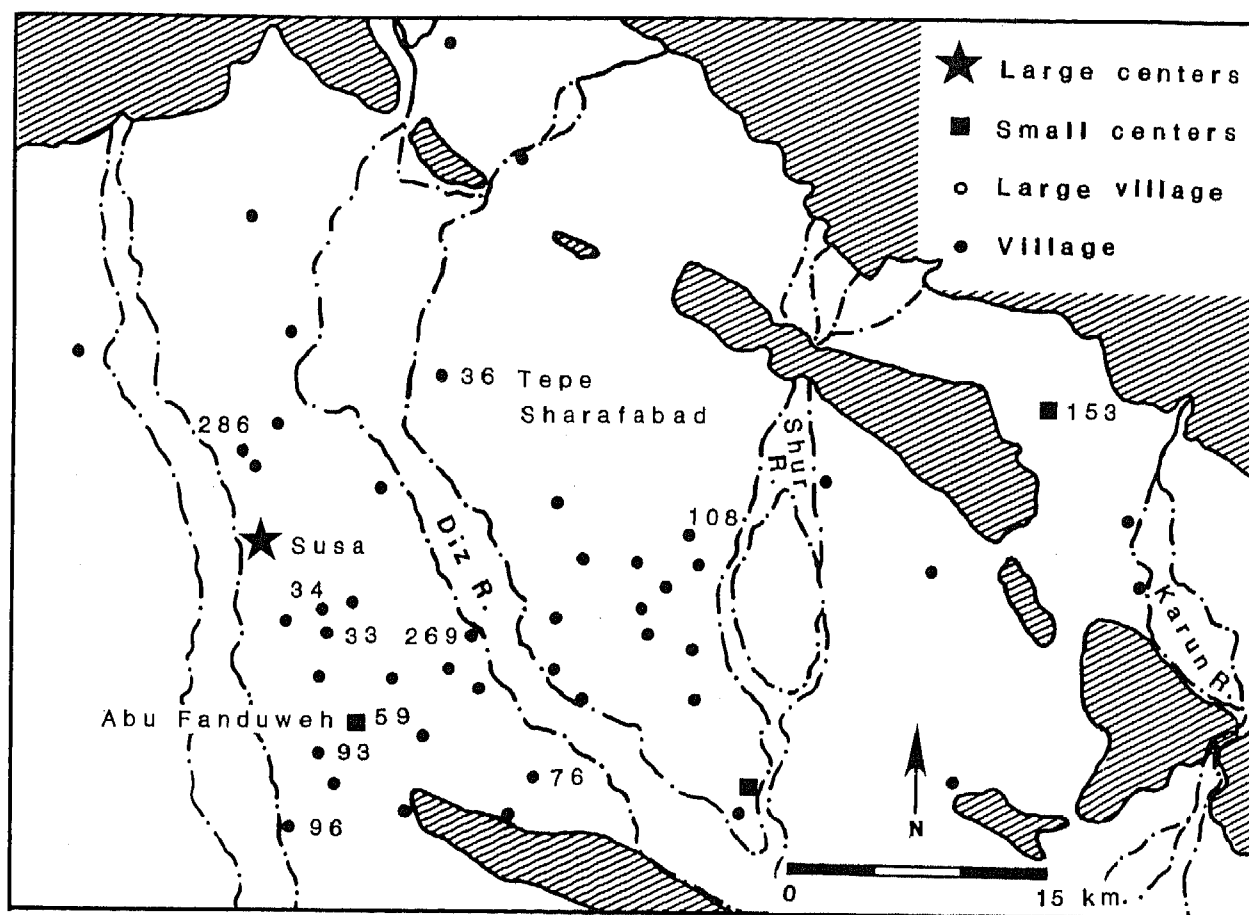 Large centers
Small centers
Large village
Village
36 Tepe
Sharafabad
153
286
Shur
R.
108
Susa
Diz R.
34
33
269
Karun R.
Abu Fanduweh
59
93
76
96
N
0
15 km.